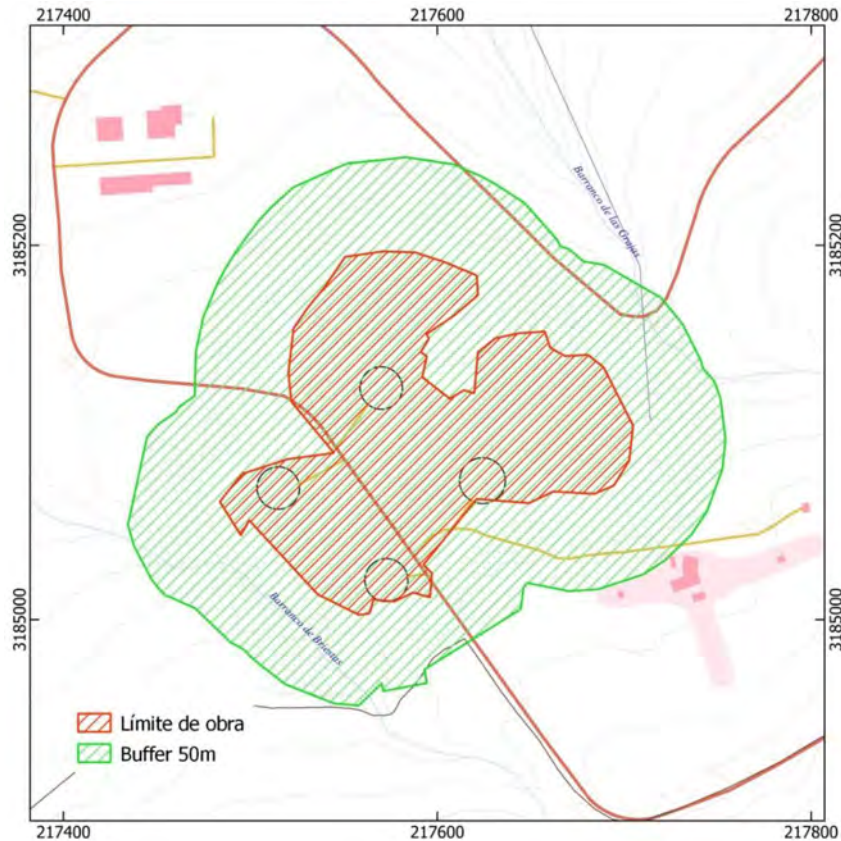 217400 217600 217800
3185200 3185200
Barranco de las Grajas
3185000 3185000
Barranco de Briestas
Límite de obra
Buffer 50m
217400 217600 217800